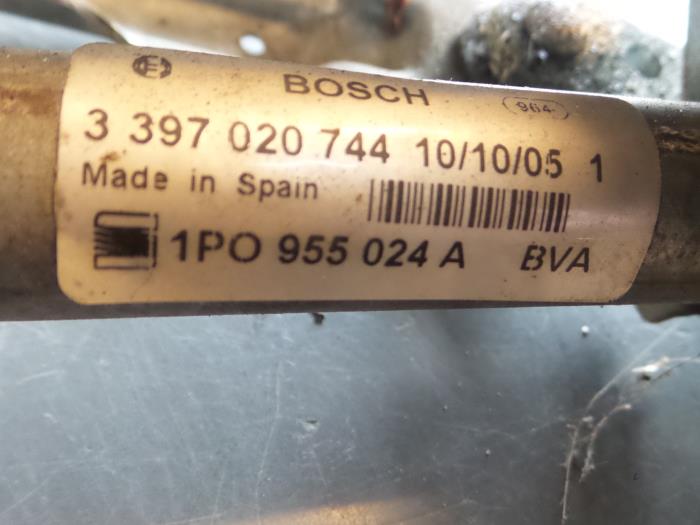 BOSCH 964
3 397 020 744 10/10/05 1
Made in Spain
1PO 955 024 A BVA